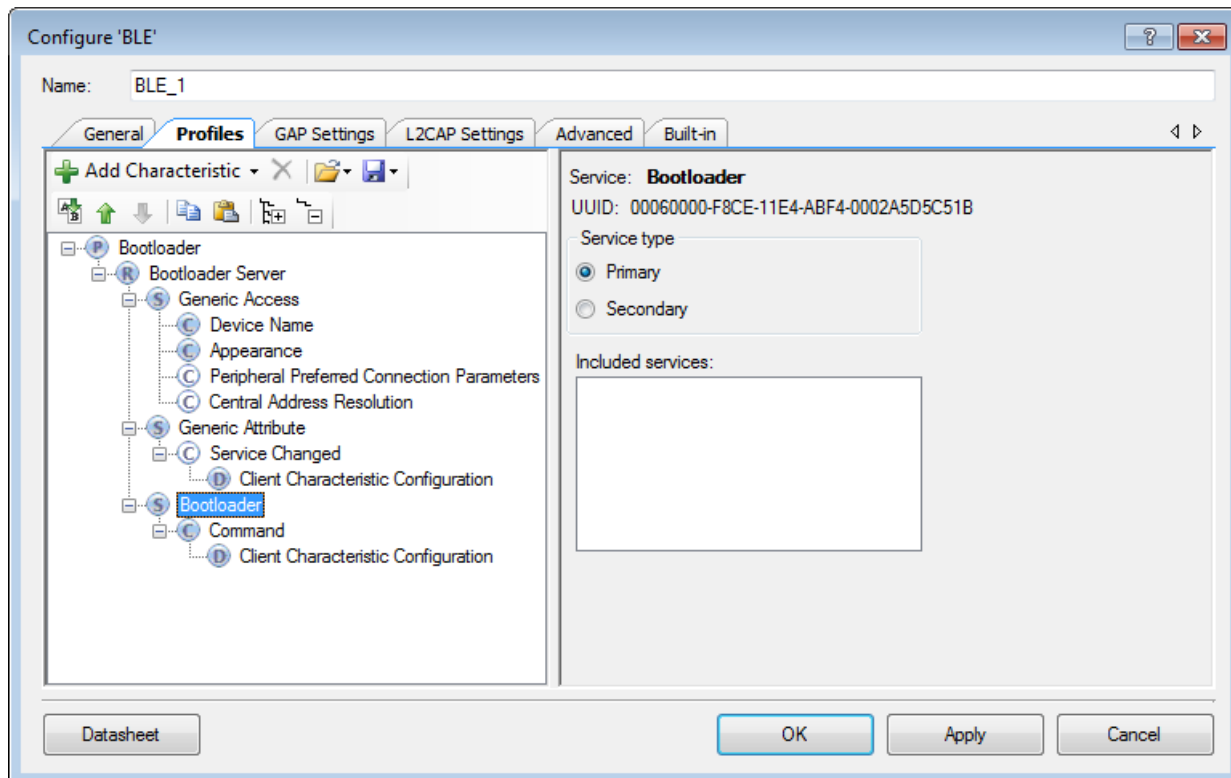 Configure 'BLE'
Name: BLE_1
General Profiles GAP Settings L2CAP Settings Advanced Built-in
Add Characteristic
Bootloader
Bootloader Server
Generic Access
Device Name
Appearance
Peripheral Preferred Connection Parameters
Central Address Resolution
Generic Attribute
Service Changed
Client Characteristic Configuration
Bootloader
Command
Client Characteristic Configuration
Service: Bootloader
UUID: 00060000-F8CE-11E4-ABF4-0002A5D5C51B
Service type
Primary
Secondary
Included services:
Datasheet OK Apply Cancel